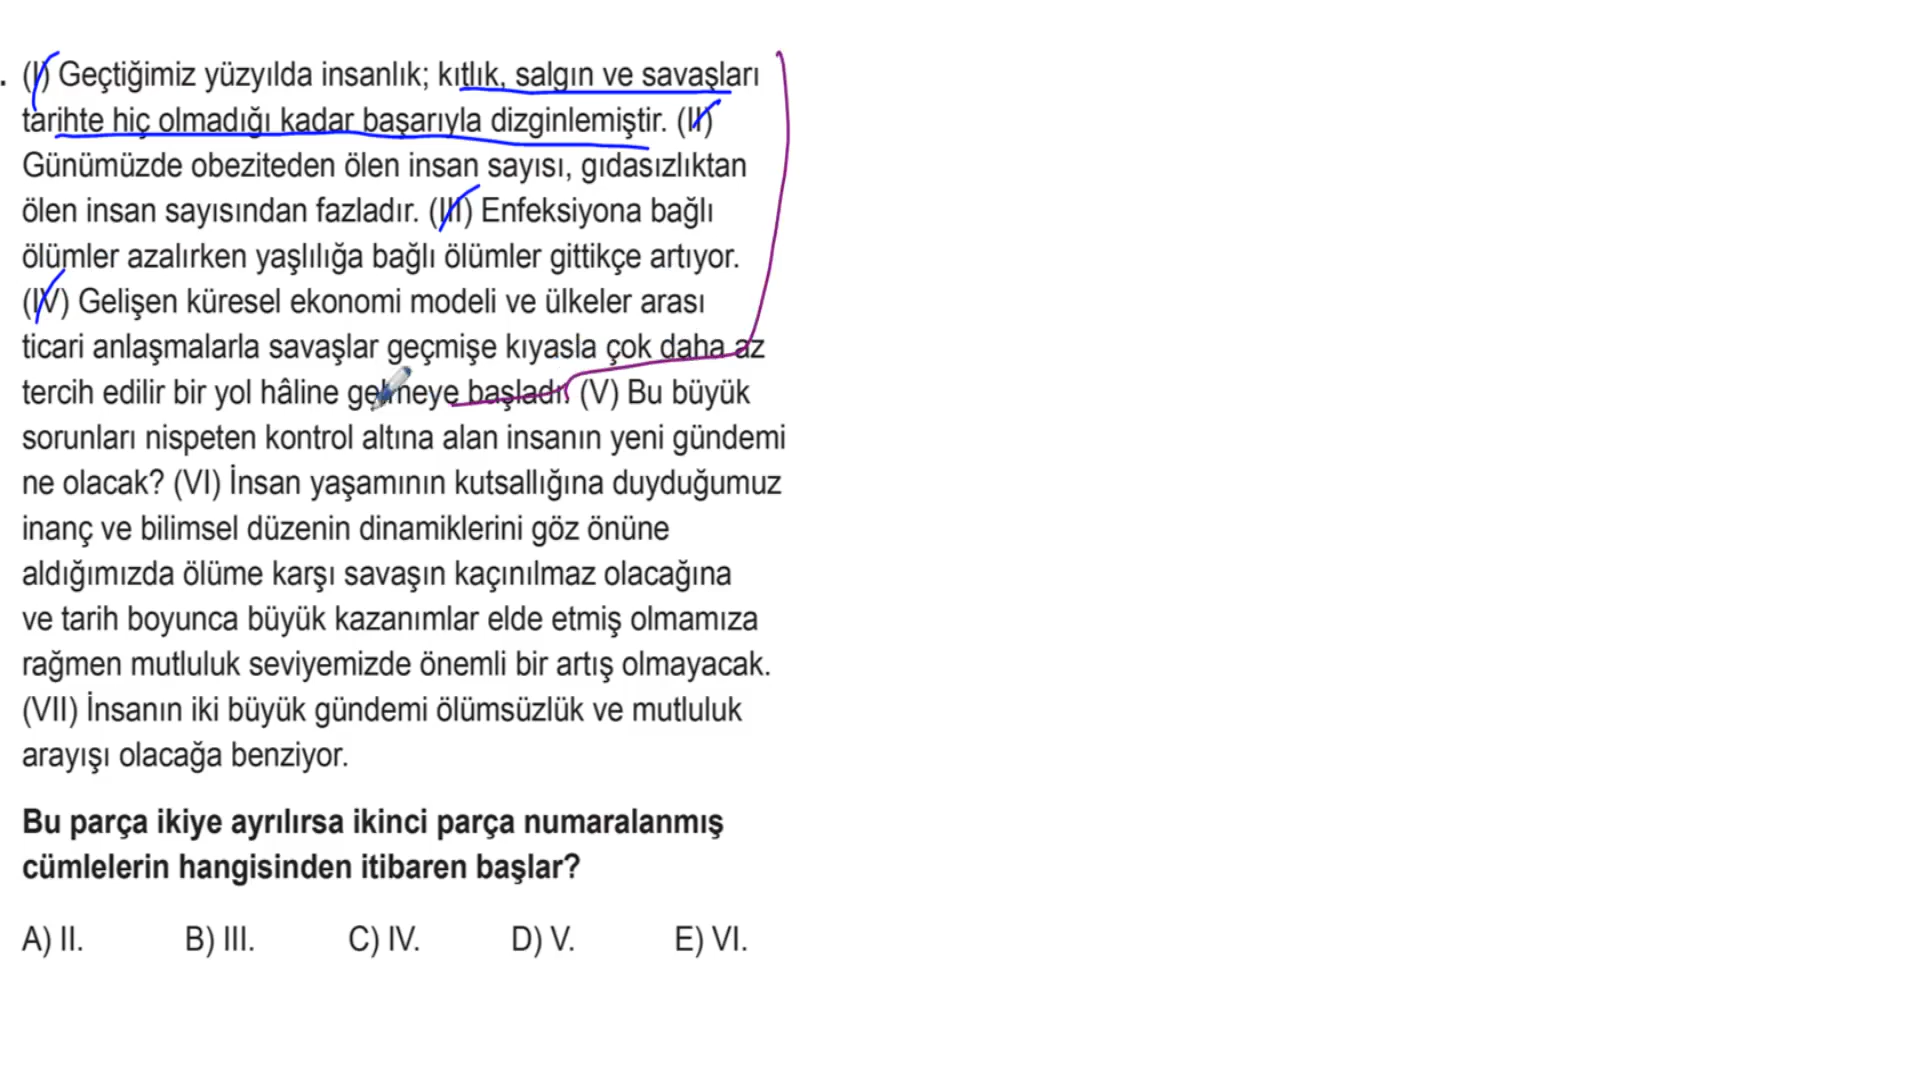 . (I) Geçtiğimiz yüzyılda insanlık; kıtlık, salgın ve savaşları
tarihte hiç olmadığı kadar başarıyla dizginlemiştir. (II)
Günümüzde obeziteden ölen insan sayısı, gıdasızlıktan
ölen insan sayısından fazladır. (III) Enfeksiyona bağlı
ölümler azalırken yaşlılığa bağlı ölümler gittikçe artıyor.
(IV) Gelişen küresel ekonomi modeli ve ülkeler arası
ticari anlaşmalarla savaşlar geçmişe kıyasla çok daha az
tercih edilir bir yol hâline gelmeye başladı. (V) Bu büyük
sorunları nispeten kontrol altına alan insanın yeni gündemi
ne olacak? (VI) İnsan yaşamının kutsallığına duyduğumuz
inanç ve bilimsel düzenin dinamiklerini göz önüne
aldığımızda ölüme karşı savaşın kaçınılmaz olacağına
ve tarih boyunca büyük kazanımlar elde etmiş olmamıza
rağmen mutluluk seviyemizde önemli bir artış olmayacak.
(VII) İnsanın iki büyük gündemi ölümsüzlük ve mutluluk
arayışı olacağa benziyor.
Bu parça ikiye ayrılırsa ikinci parça numaralanmış
cümlelerin hangisinden itibaren başlar?
A) II. B) III. C) IV. D) V. E) VI.